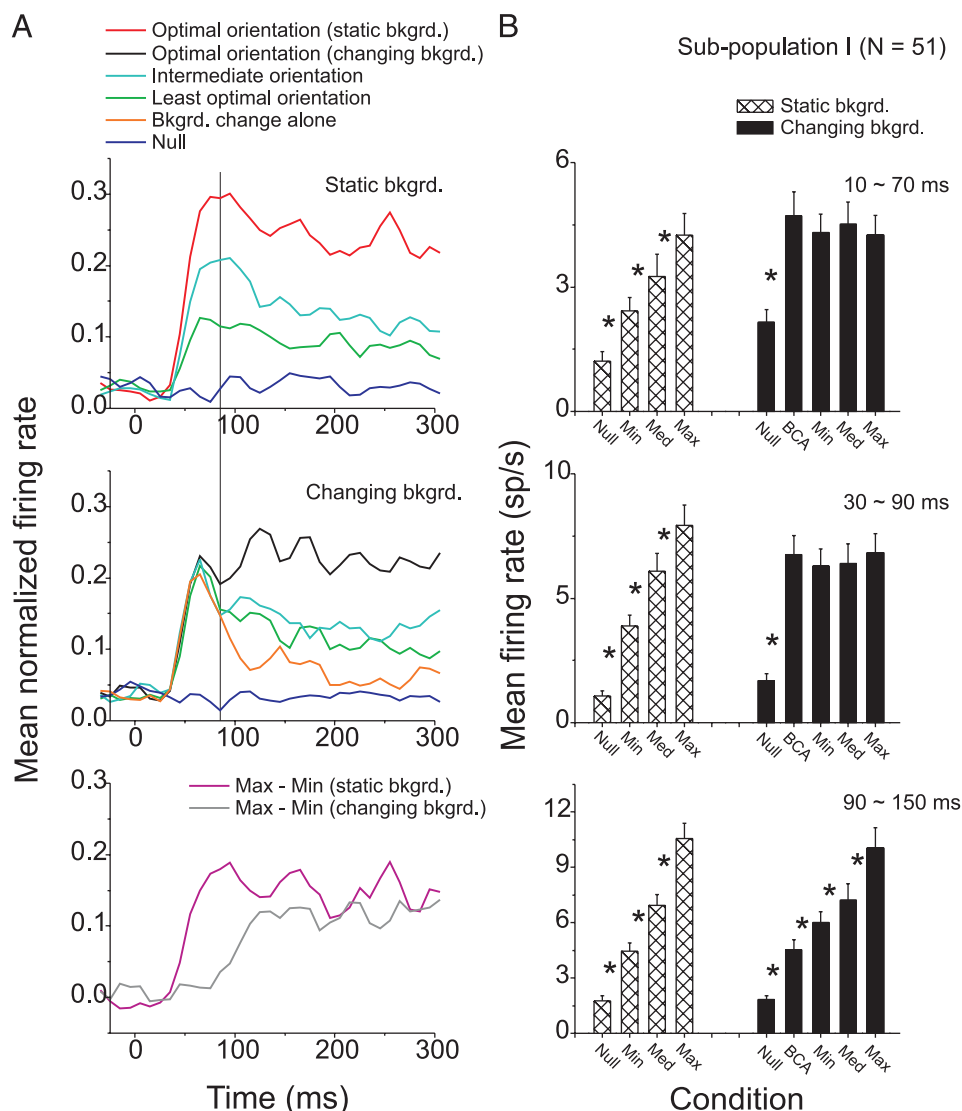 A
Optimal orientation (static bkgrd.)
Optimal orientation (changing bkgrd.)
Intermediate orientation
Least optimal orientation
Bkgrd. change alone
Null
Mean normalized firing rate
Static bkgrd.
0.3
0.2
0.1
0.0
0 100 200 300
Changing bkgrd.
0.3
0.2
0.1
0.0
0 100 200 300
Max - Min (static bkgrd.)
Max - Min (changing bkgrd.)
0.3
0.2
0.1
0.0
0 100 200 300
Time (ms)
B
Sub-population I (N = 51)
Static bkgrd.
Changing bkgrd.
Mean firing rate (sp/s)
10 ~ 70 ms
6
3
0
* * * *
Null Min Med Max Null BCA Min Med Max
30 ~ 90 ms
10
5
0
* * * *
Null Min Med Max Null BCA Min Med Max
90 ~ 150 ms
12
9
6
3
0
* * * * * * *
Null Min Med Max Null BCA Min Med Max
Condition